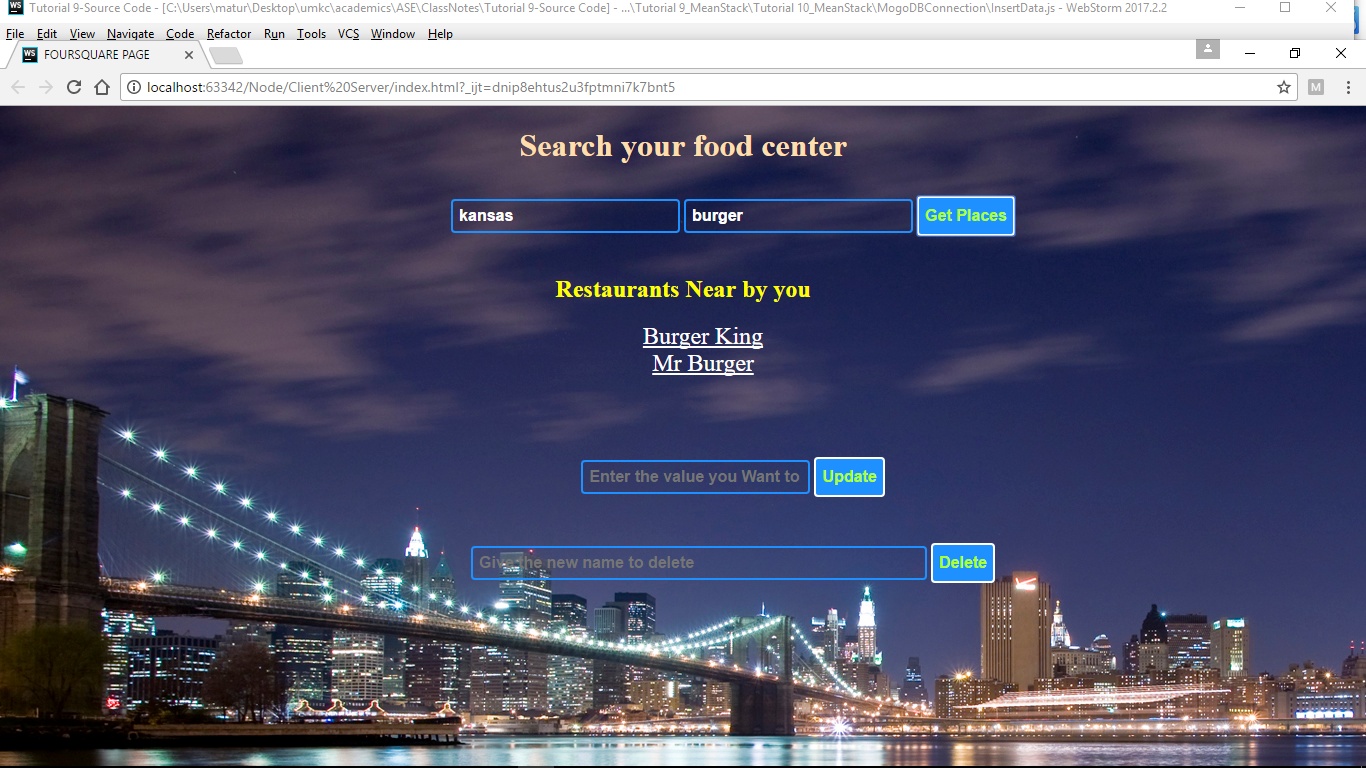 WS Tutorial 9-Source Code - [C:\Users\matur\Desktop\umkc\academics\ASE\ClassNotes\Tutorial 9-Source Code] - ...\Tutorial 9_MeanStack\Tutorial 10_MeanStack\MogoDBConnection\InsertData.js - WebStorm 2017.2.2
File Edit View Navigate Code Refactor Run Tools VCS Window Help
WS FOURSQUARE PAGE
localhost:63342/Node/Client%20Server/index.html?_ijt=dnip8ehtus2u3fptmni7k7bnt5 M
Search your food center
kansas burger Get Places
Restaurants Near by you
Burger King
Mr Burger
Enter the value you Want to Update
Give the new name to delete Delete